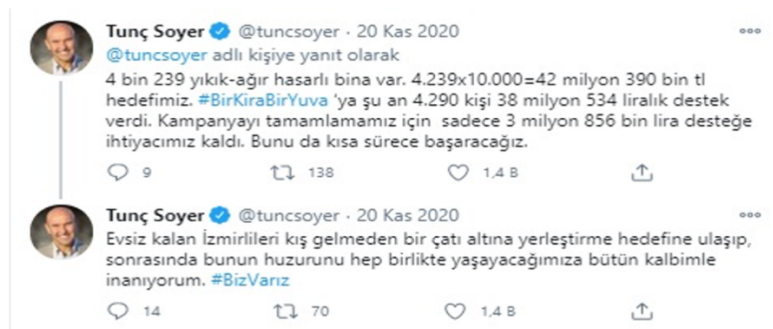 Tunç Soyer @tuncsoyer · 20 Kas 2020
@tuncsoyer adlı kişiye yanıt olarak
4 bin 239 yıkık-ağır hasarlı bina var. 4.239x10.000=42 milyon 390 bin tl
hedefimiz. #BirKiraBirYuva ‘ya şu an 4.290 kişi 38 milyon 534 liralık destek
verdi. Kampanyayı tamamlamamız için sadece 3 milyon 856 bin lira desteğe
ihtiyacımız kaldı. Bunu da kısa sürece başaracağız.
9 138 1,4 B
Tunç Soyer @tuncsoyer · 20 Kas 2020
Evsiz kalan İzmirlileri kış gelmeden bir çatı altına yerleştirme hedefine ulaşıp,
sonrasında bunun huzurunu hep birlikte yaşayacağımıza bütün kalbimle
inanıyorum. #BizVarız
14 70 1,4 B